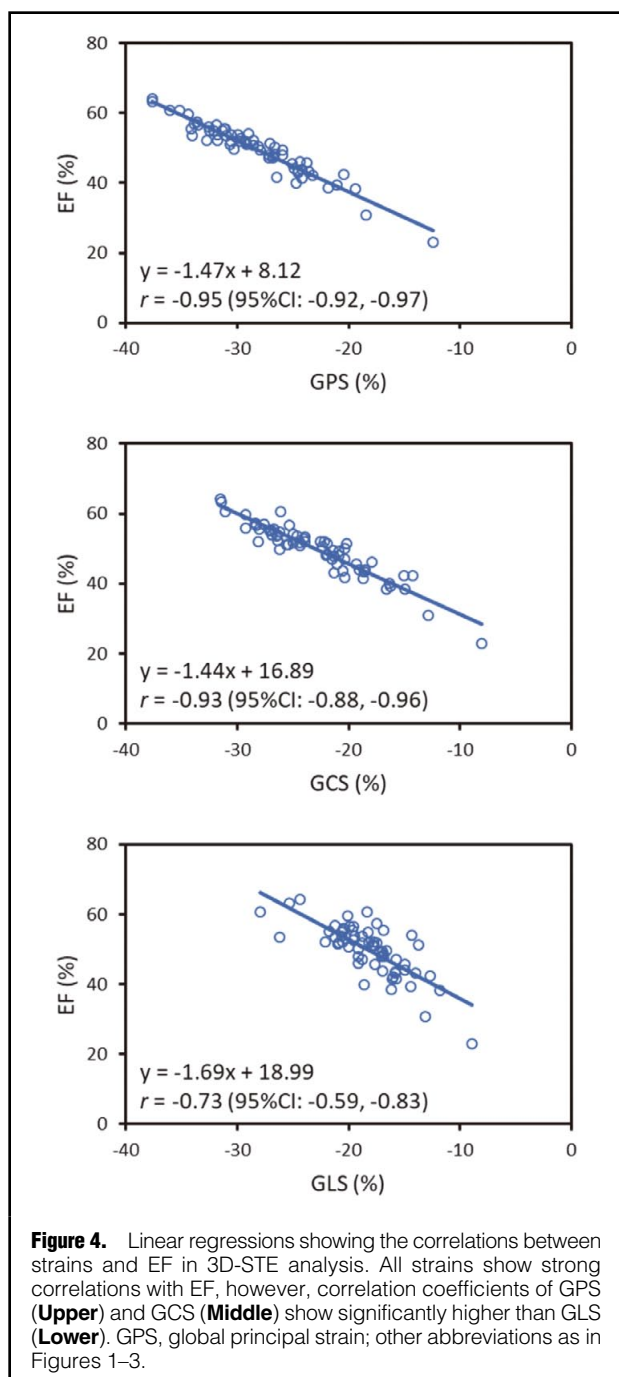 80
60
40
20
0
EF (%)
y = -1.47x + 8.12
r = -0.95 (95%CI: -0.92, -0.97)
-40 -30 -20 -10 0
GPS (%)
80
60
40
20
0
EF (%)
y = -1.44x + 16.89
r = -0.93 (95%CI: -0.88, -0.96)
-40 -30 -20 -10 0
GCS (%)
80
60
40
20
0
EF (%)
y = -1.69x + 18.99
r = -0.73 (95%CI: -0.59, -0.83)
-40 -30 -20 -10 0
GLS (%)
Figure 4. Linear regressions showing the correlations between
strains and EF in 3D-STE analysis. All strains show strong
correlations with EF, however, correlation coefficients of GPS
(Upper) and GCS (Middle) show significantly higher than GLS
(Lower). GPS, global principal strain; other abbreviations as in
Figures 1–3.